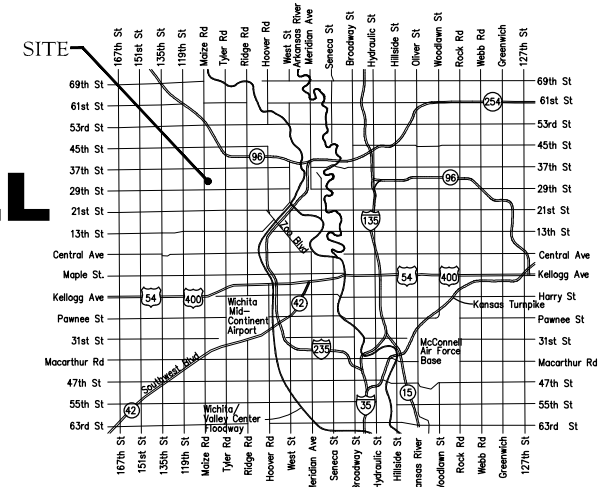 SITE
167th St
151st St
135th St
119th St
Maize Rd
Tyler Rd
Ridge Rd
Hoover Rd
West St
Arkansas River
Meridian Ave
Seneca St
Broadway St
Hydraulic St
Hillside St
Oliver St
Woodlawn St
Rock Rd
Webb Rd
Greenwich
127th St
69th St
61st St
53rd St
45th St
37th St
29th St
21st St
13th St
Central Ave
Maple St.
Kellogg Ave
Pawnee St
31st St
Macarthur Rd
47th St
55th St
63rd St
69th St
61st St
53rd St
45th St
37th St
29th St
21st St
13th St
Central Ave
Kellogg Ave
Harry St
Pawnee St
31st St
Macarthur Rd
47th St
55th St
63rd St
254
96
96
135
Zoo Blvd
54
400
54
400
42
Wichita
Mid-
Continent
Airport
Kansas Turnpike
McConnell
Air Force
Base
235
Southwest Blvd
42
15
35
Wichita/
Valley Center
Floodway
167th St
151st St
135th St
119th St
Maize Rd
Tyler Rd
Ridge Rd
Hoover Rd
West St
Meridian Ave
Seneca St
Broadway St
Hydraulic St
Hillside St
Rock Rd
Webb Rd
Greenwich
127th St